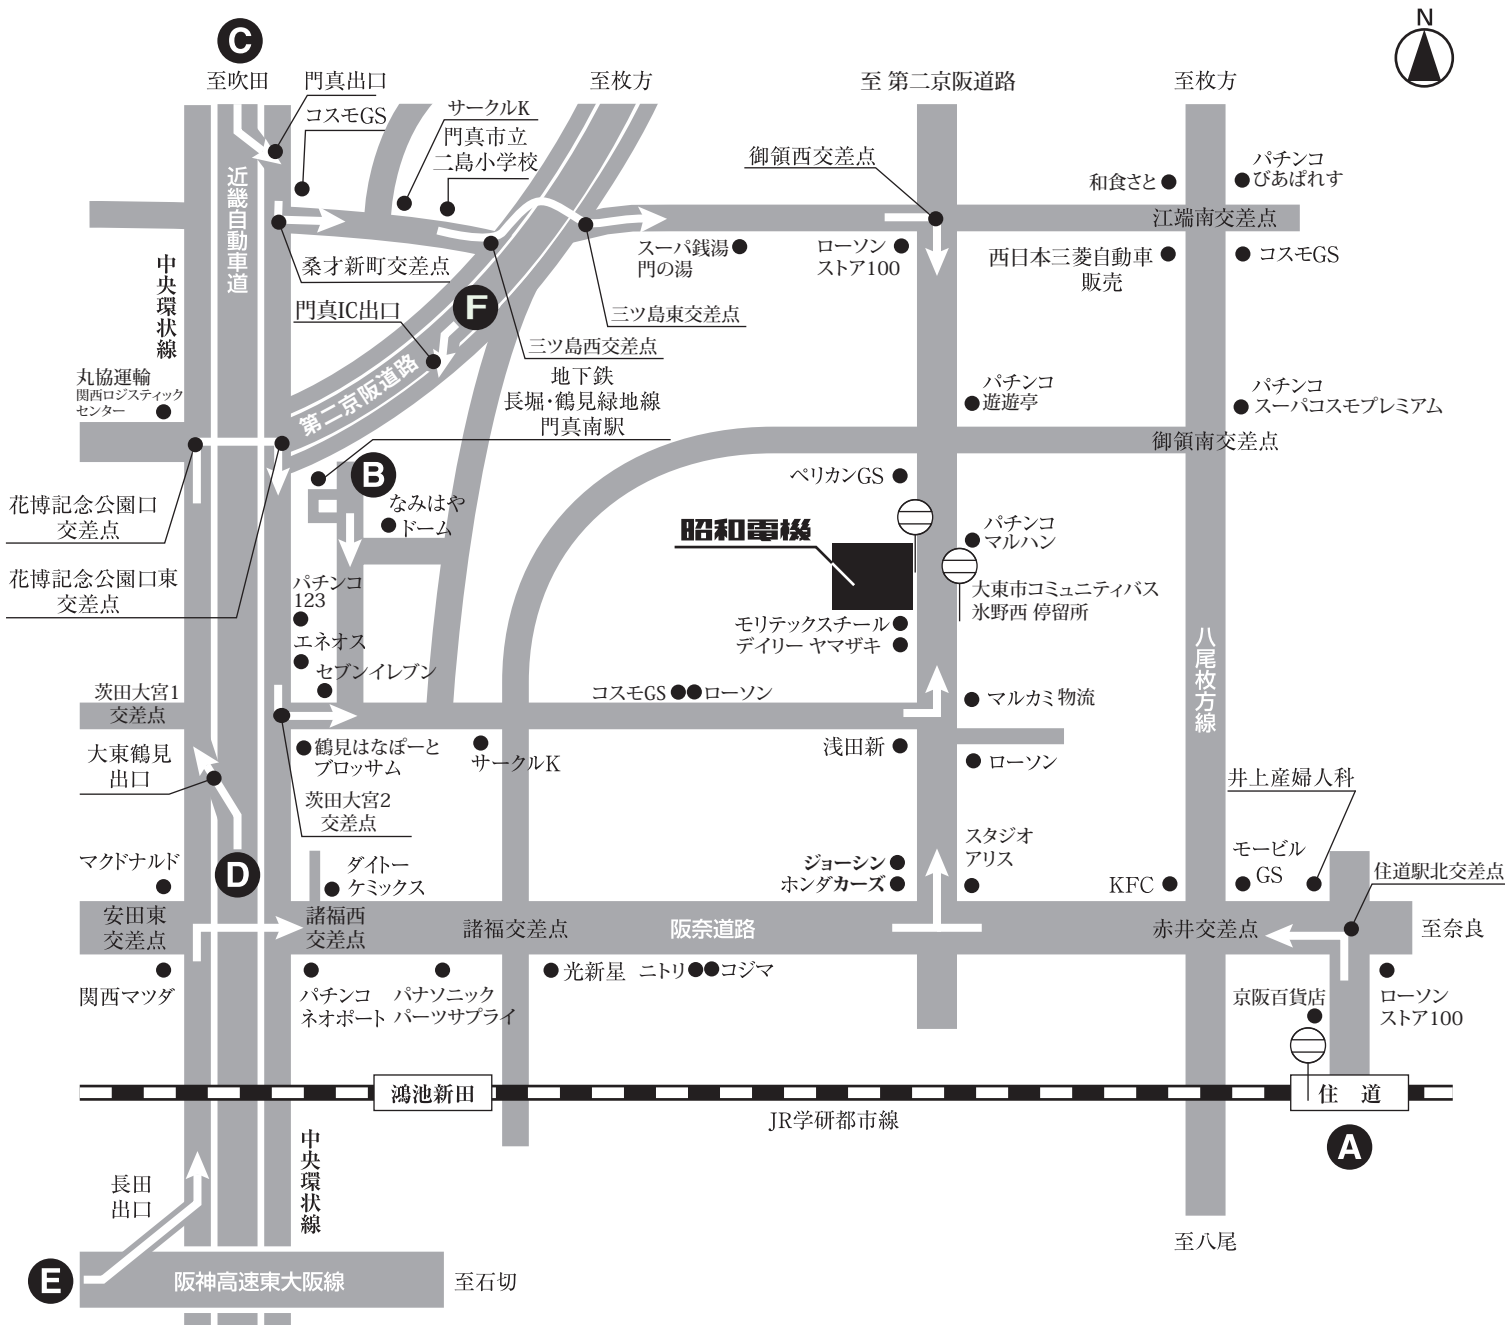 N
C
至吹田
門真出口
コスモGS
サークルK
門真市立
二島小学校
至枚方
至 第二京阪道路
至枚方
御領西交差点
和食さと
パチンコ
びあぱれす
近畿自動車道
中央環状線
桑才新町交差点
スーパ銭湯
門の湯
ローソン
ストア100
江端南交差点
西日本三菱自動車
販売
コスモGS
門真IC出口
F
三ツ島東交差点
三ツ島西交差点
第二京阪道路
丸協運輸
関西ロジスティック
センター
地下鉄
長堀・鶴見緑地線
門真南駅
パチンコ
遊遊亭
パチンコ
スーパコスモプレミアム
御領南交差点
B
ペリカンGS
花博記念公園口
交差点
なみはや
ドーム
昭和電機
パチンコ
マルハン
花博記念公園口東
交差点
パチンコ
123
大東市コミュニティバス
氷野西 停留所
モリテックスチール
デイリー ヤマザキ
エネオス
セブンイレブン
八尾枚方線
茨田大宮1
交差点
コスモGS
ローソン
マルカミ物流
大東鶴見
出口
鶴見はなぽーと
ブロッサム
サークルK
浅田新
ローソン
井上産婦人科
茨田大宮2
交差点
マクドナルド
D
ダイトー
ケミックス
ジョーシン
ホンダカーズ
スタジオ
アリス
KFC
モービル
GS
住道駅北交差点
安田東
交差点
諸福西
交差点
諸福交差点
阪奈道路
赤井交差点
至奈良
関西マツダ
パチンコ
ネオポート
パナソニック
パーツサプライ
光新星
ニトリ
コジマ
京阪百貨店
ローソン
ストア100
鴻池新田
住 道
JR学研都市線
A
中央環状線
長田
出口
至八尾
E
阪神高速東大阪線
至石切